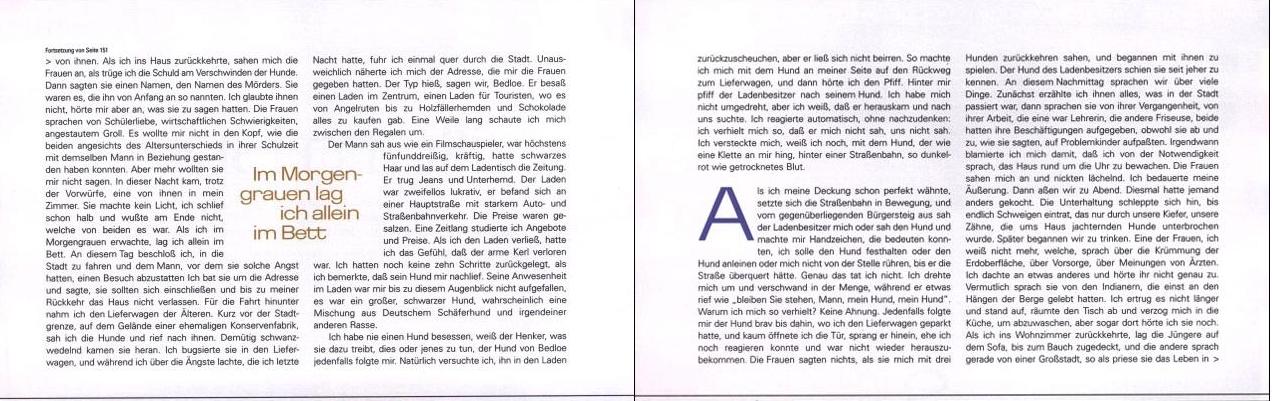 Fortsetzung von Seite 151
> von ihnen. Als ich ins Haus zurückkehrte, sahen mich die
Frauen an, als trüge ich die Schuld am Verschwinden der Hunde.
Dann sagten sie einen Namen, den Namen des Mörders. Sie
waren es, die ihn von Anfang an so nannten. Ich glaubte ihnen
nicht, hörte mir aber an, was sie zu sagen hatten. Die Frauen
sprachen von Schülerliebe, wirtschaftlichen Schwierigkeiten,
angestautem Groll. Es wollte mir nicht in den Kopf, wie die
beiden angesichts des Altersunterschieds in ihrer Schulzeit
mit demselben Mann in Beziehung gestan-
den haben konnten. Aber mehr wollten sie
mir nicht sagen. In dieser Nacht kam, trotz
der Vorwürfe, eine von ihnen in mein
Zimmer. Sie machte kein Licht, ich schlief
schon halb und wußte am Ende nicht,
welche von beiden es war. Als ich im
Morgengrauen erwachte, lag ich allein im
Bett. An diesem Tag beschloß ich, in die
Stadt zu fahren und dem Mann, vor dem sie solche Angst
hatten, einen Besuch abzustatten Ich bat sie um die Adresse
und sagte, sie sollten sich einschließen und bis zu meiner
Rückkehr das Haus nicht verlassen. Für die Fahrt hinunter
nahm ich den Lieferwagen der Älteren. Kurz vor der Stadt-
grenze, auf dem Gelände einer ehemaligen Konservenfabrik,
sah ich die Hunde und rief nach ihnen. Demütig schwanz-
wedelnd kamen sie heran. Ich bugsierte sie in den Liefer-
wagen, und während ich über die Ängste lachte, die ich letzte
Im Morgen-
grauen lag
ich allein
im Bett
Nacht hatte, fuhr ich einmal quer durch die Stadt. Unaus-
weichlich näherte ich mich der Adresse, die mir die Frauen
gegeben hatten. Der Typ hieß, sagen wir, Bedloe. Er besaß
einen Laden im Zentrum, einen Laden für Touristen, wo es
von Angelruten bis zu Holzfällerhemden und Schokolade
alles zu kaufen gab. Eine Weile lang schaute ich mich
zwischen den Regalen um.
Der Mann sah aus wie ein Filmschauspieler, war höchstens
fünfunddreißig, kräftig, hatte schwarzes
Haar und las auf dem Ladentisch die Zeitung.
Er trug Jeans und Unterhemd. Der Laden
war zweifellos lukrativ, er befand sich an
einer Hauptstraße mit starkem Auto- und
Straßenbahnverkehr. Die Preise waren ge-
salzen. Eine Zeitlang studierte ich Angebote
und Preise. Als ich den Laden verließ, hatte
ich das Gefühl, daß der arme Kerl verloren
war. Ich hatten noch keine zehn Schritte zurückgelegt, als
ich bemerkte, daß sein Hund mir nachlief. Seine Anwesenheit
im Laden war mir bis zu diesem Augenblick nicht aufgefallen,
es war ein großer, schwarzer Hund, wahrscheinlich eine
Mischung aus Deutschem Schäferhund und irgendeiner
anderen Rasse.
Ich habe nie einen Hund besessen, weiß der Henker, was
sie dazu treibt, dies oder jenes zu tun, der Hund von Bedloe
jedenfalls folgte mir. Natürlich versuchte ich, ihn in den Laden
zurückzuscheuchen, aber er ließ sich nicht beirren. So machte
ich mich mit dem Hund an meiner Seite auf den Rückweg
zum Lieferwagen, und dann hörte ich den Pfiff. Hinter mir
pfiff der Ladenbesitzer nach seinem Hund. Ich habe mich
nicht umgedreht, aber ich weiß, daß er herauskam und nach
uns suchte. Ich reagierte automatisch, ohne nachzudenken:
ich verhielt mich so, daß er mich nicht sah, uns nicht sah.
Ich versteckte mich, weiß ich noch, mit dem Hund, der wie
eine Klette an mir hing, hinter einer Straßenbahn, so dunkel-
rot wie getrocknetes Blut.
Als ich meine Deckung schon perfekt wähnte,
setzte sich die Straßenbahn in Bewegung, und
vom gegenüberliegenden Bürgersteig aus sah
der Ladenbesitzer mich oder sah den Hund und
machte mir Handzeichen, die bedeuten konn-
ten, ich solle den Hund festhalten oder den
Hund anleinen oder mich nicht von der Stelle rühren, bis er die
Straße überquert hätte. Genau das tat ich nicht. Ich drehte
mich um und verschwand in der Menge, während er etwas
rief wie „bleiben Sie stehen, Mann, mein Hund, mein Hund".
Warum ich mich so verhielt? Keine Ahnung. Jedenfalls folgte
mir der Hund brav bis dahin, wo ich den Lieferwagen geparkt
hatte, und kaum öffnete ich die Tür, sprang er hinein, ehe ich
noch reagieren konnte und war nicht wieder herauszu-
bekommen. Die Frauen sagten nichts, als sie mich mit drei
Hunden zurückkehren sahen, und begannen mit ihnen zu
spielen. Der Hund des Ladenbesitzers schien sie seit jeher zu
kennen. An diesem Nachmittag sprachen wir über viele
Dinge. Zunächst erzählte ich ihnen alles, was in der Stadt
passiert war, dann sprachen sie von ihrer Vergangenheit, von
ihrer Arbeit, die eine war Lehrerin, die andere Friseuse, beide
hatten ihre Beschäftigungen aufgegeben, obwohl sie ab und
zu, wie sie sagten, auf Problemkinder aufpaßten. Irgendwann
blamierte ich mich damit, daß ich von der Notwendigkeit
sprach, das Haus rund um die Uhr zu bewachen. Die Frauen
sahen mich an und nickten lächelnd. Ich bedauerte meine
Äußerung. Dann aßen wir zu Abend. Diesmal hatte jemand
anders gekocht. Die Unterhaltung schleppte sich hin, bis
endlich Schweigen eintrat, das nur durch unsere Kiefer, unsere
Zähne, die ums Haus jachternden Hunde unterbrochen
wurde. Später begannen wir zu trinken. Eine der Frauen, ich
weiß nicht mehr, welche, sprach über die Krümmung der
Erdoberfläche, über Vorsorge, über Meinungen von Ärzten.
Ich dachte an etwas anderes und hörte ihr nicht genau zu.
Vermutlich sprach sie von den Indianern, die einst an den
Hängen der Berge gelebt hatten. Ich ertrug es nicht länger
und stand auf, räumte den Tisch ab und verzog mich in die
Küche, um abzuwaschen, aber sogar dort hörte ich sie noch.
Als ich ins Wohnzimmer zurückkehrte, lag die Jüngere auf
dem Sofa, bis zum Bauch zugedeckt, und die andere sprach
gerade von einer Großstadt, so als priese sie das Leben in >